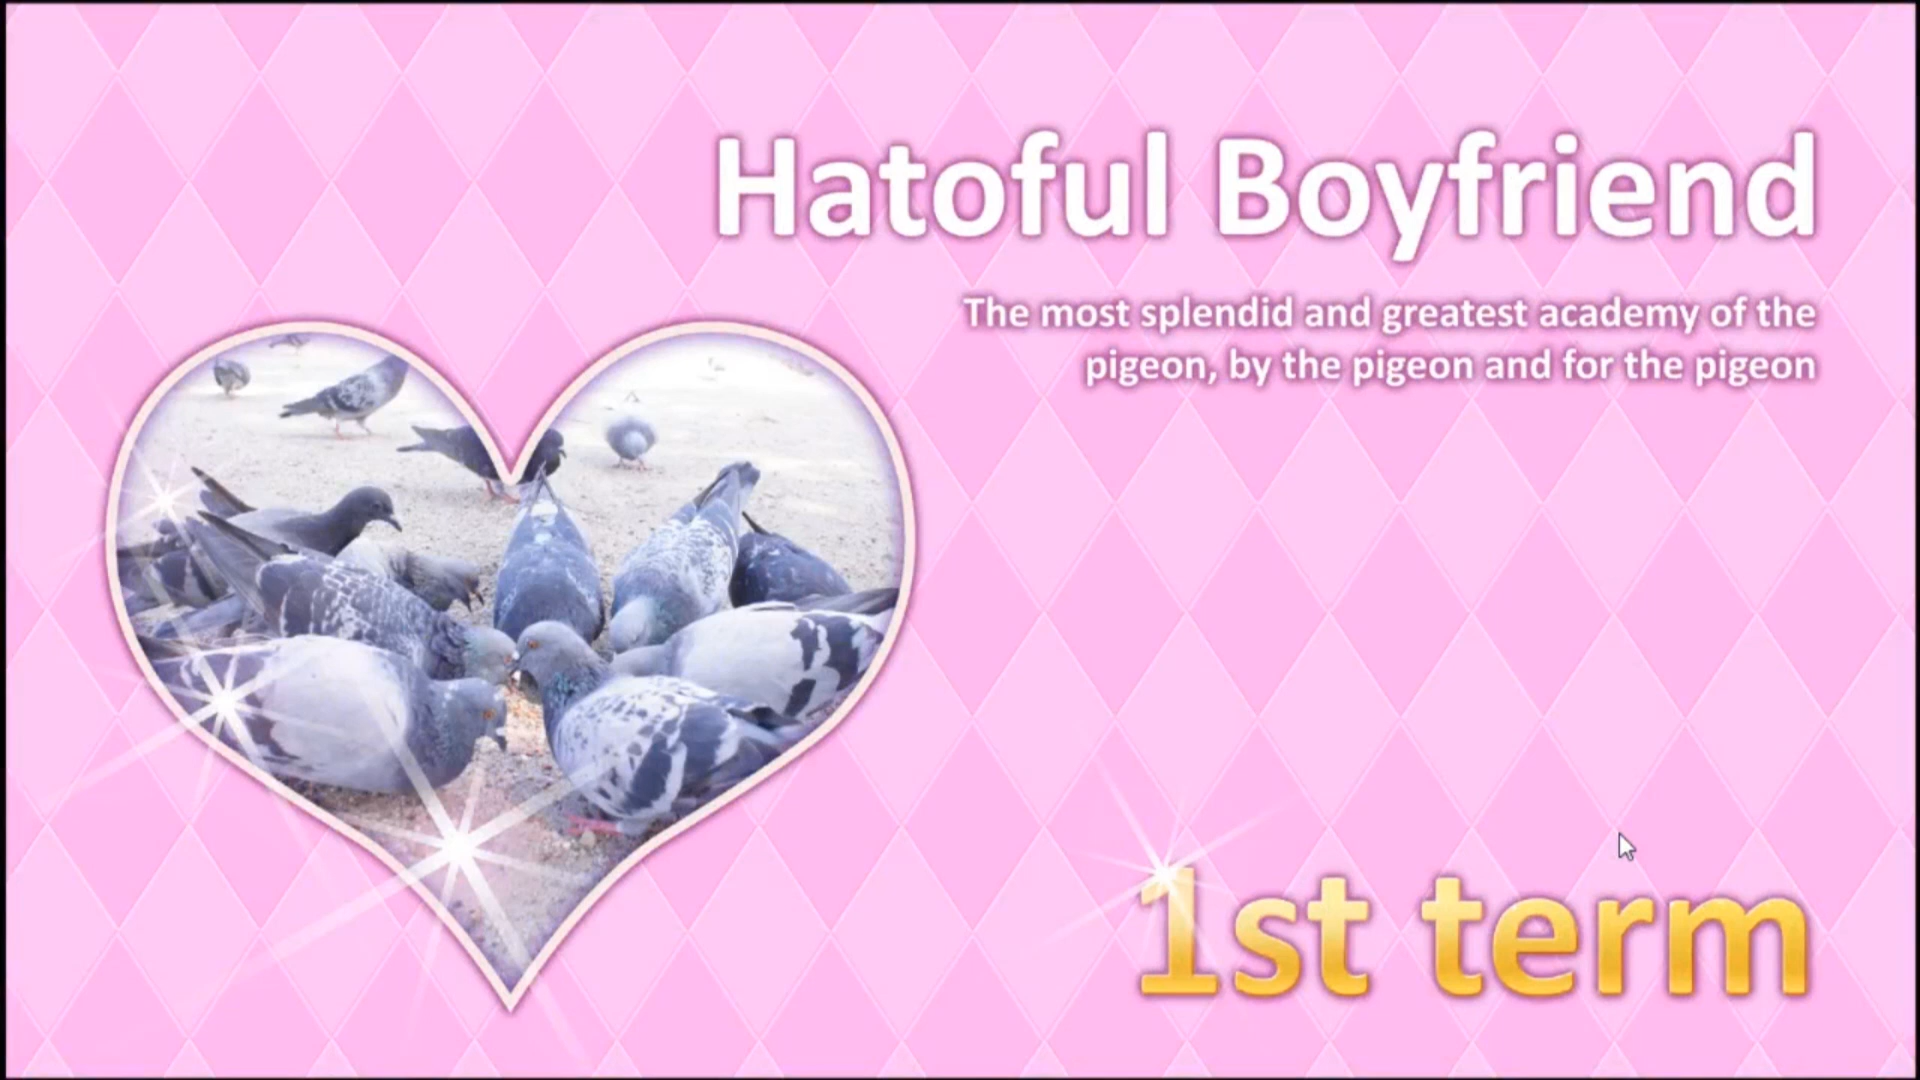 Hatoful Boyfriend
The most splendid and greatest academy of the
pigeon, by the pigeon and for the pigeon
1st term